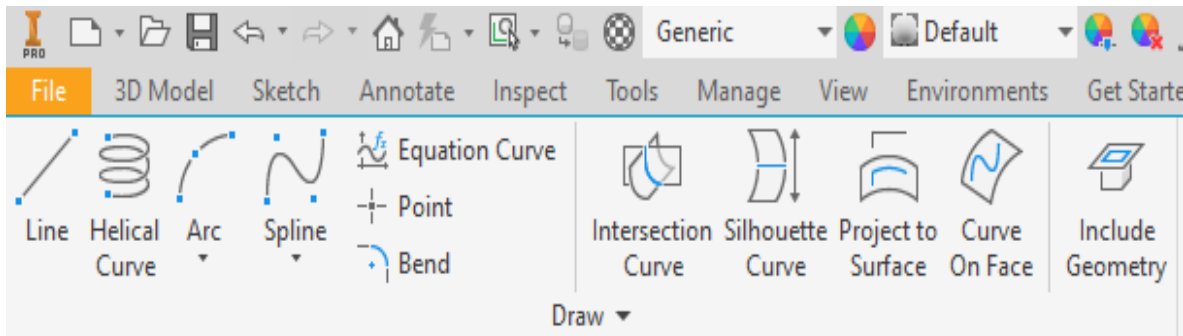 PRO
Generic
Default
File 3D Model Sketch Annotate Inspect Tools Manage View Environments Get Starte
Line
Helical
Curve
Arc
Spline
fx Equation Curve
Point
Bend
Intersection
Curve
Silhouette
Curve
Project to
Surface
Curve
On Face
Include
Geometry
Draw